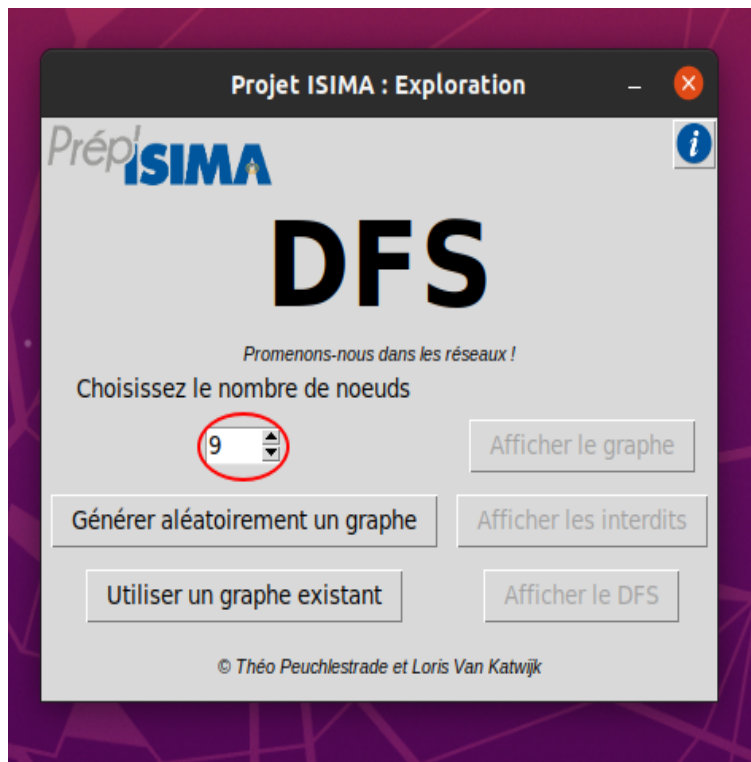 Projet ISIMA : Exploration
Prép'ISIMA
i
DFS
Promenons-nous dans les réseaux !
Choisissez le nombre de noeuds
9
Afficher le graphe
Générer aléatoirement un graphe
Afficher les interdits
Utiliser un graphe existant
Afficher le DFS
© Théo Peuchlestrade et Loris Van Katwijk